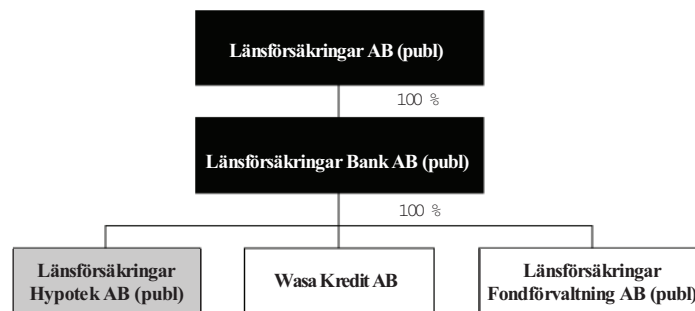 Länsförsäkringar AB (publ)
100 %
Länsförsäkringar Bank AB (publ)
100 %
Länsförsäkringar
Hypotek AB (publ)
Wasa Kredit AB
Länsförsäkringar
Fondförvaltning AB (publ)